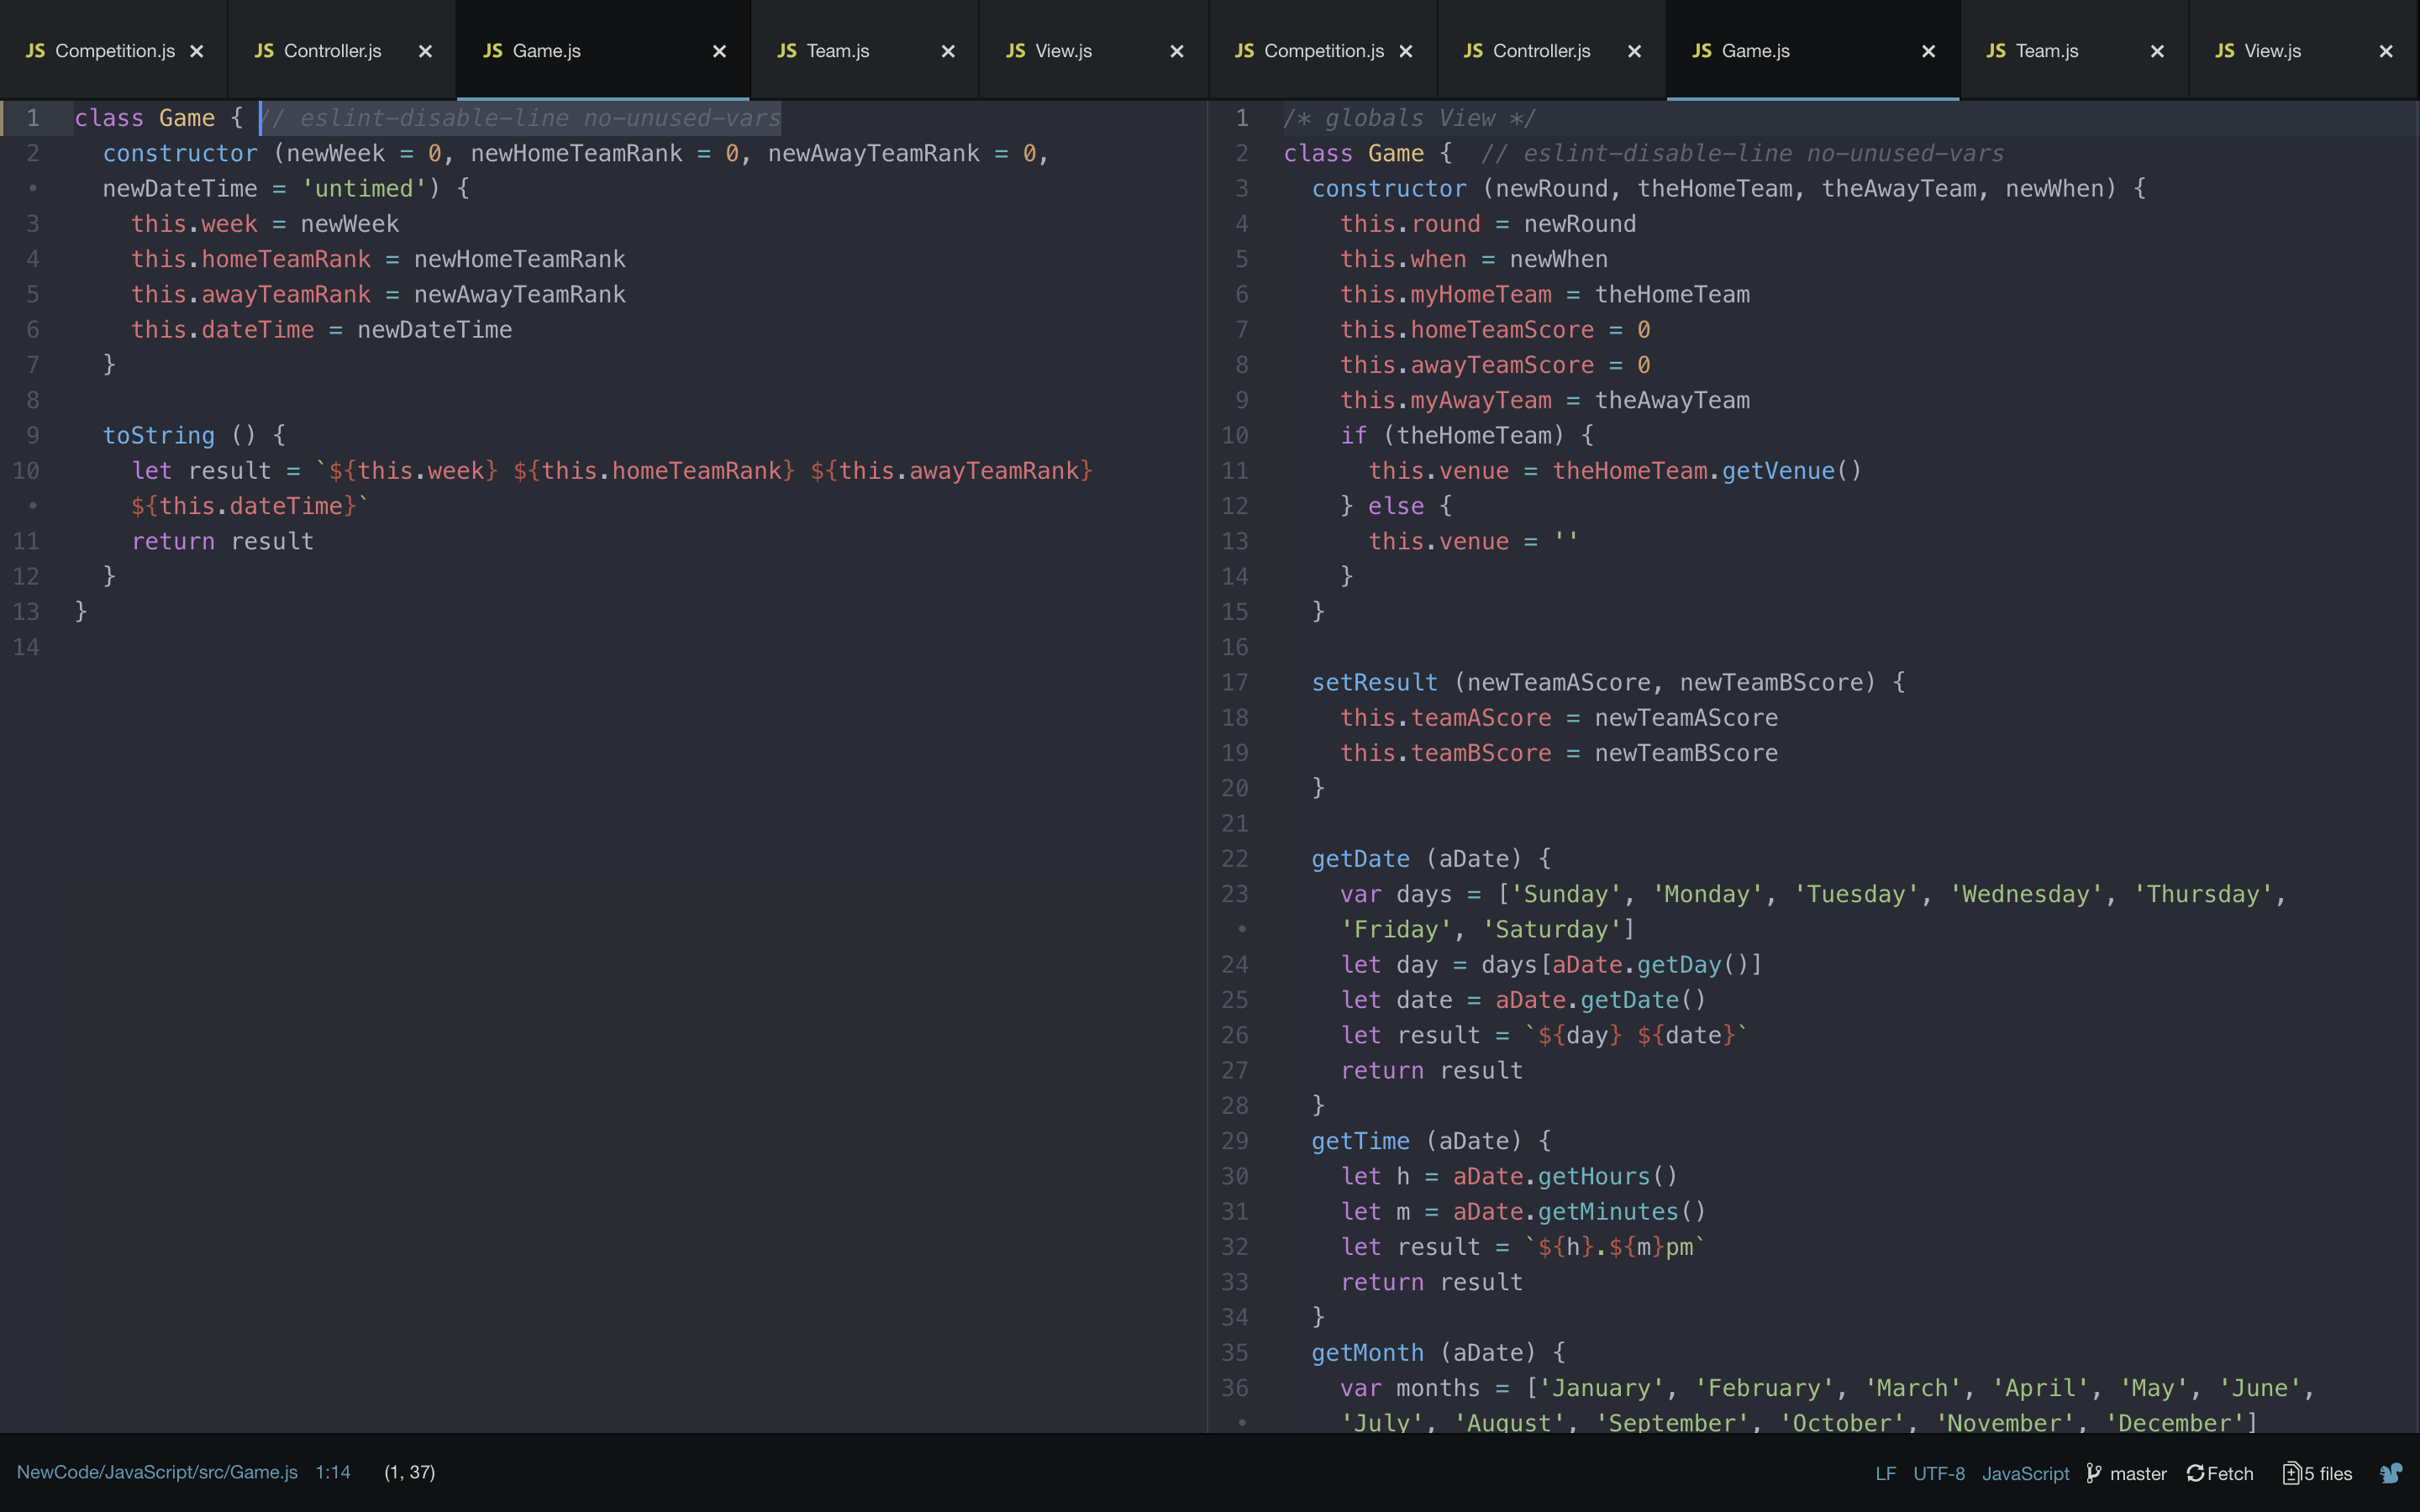 JS Competition.js × JS Controller.js × JS Game.js × JS Team.js × JS View.js × JS Competition.js × JS Controller.js × JS Game.js × JS Team.js × JS View.js ×
1 class Game { // eslint-disable-line no-unused-vars
2   constructor (newWeek = 0, newHomeTeamRank = 0, newAwayTeamRank = 0,
•   newDateTime = 'untimed') {
3     this.week = newWeek
4     this.homeTeamRank = newHomeTeamRank
5     this.awayTeamRank = newAwayTeamRank
6     this.dateTime = newDateTime
7   }
8
9   toString () {
10     let result = `${this.week} ${this.homeTeamRank} ${this.awayTeamRank}
•     ${this.dateTime}`
11     return result
12   }
13 }
14
1 /* globals View */
2 class Game {  // eslint-disable-line no-unused-vars
3   constructor (newRound, theHomeTeam, theAwayTeam, newWhen) {
4     this.round = newRound
5     this.when = newWhen
6     this.myHomeTeam = theHomeTeam
7     this.homeTeamScore = 0
8     this.awayTeamScore = 0
9     this.myAwayTeam = theAwayTeam
10     if (theHomeTeam) {
11       this.venue = theHomeTeam.getVenue()
12     } else {
13       this.venue = ''
14     }
15   }
16
17   setResult (newTeamAScore, newTeamBScore) {
18     this.teamAScore = newTeamAScore
19     this.teamBScore = newTeamBScore
20   }
21
22   getDate (aDate) {
23     var days = ['Sunday', 'Monday', 'Tuesday', 'Wednesday', 'Thursday',
•     'Friday', 'Saturday']
24     let day = days[aDate.getDay()]
25     let date = aDate.getDate()
26     let result = `${day} ${date}`
27     return result
28   }
29   getTime (aDate) {
30     let h = aDate.getHours()
31     let m = aDate.getMinutes()
32     let result = `${h}.${m}pm`
33     return result
34   }
35   getMonth (aDate) {
36     var months = ['January', 'February', 'March', 'April', 'May', 'June',
•     'July', 'August', 'September', 'October', 'November', 'December']
NewCode/JavaScript/src/Game.js 1:14 (1, 37) LF UTF-8 JavaScript master Fetch 5 files